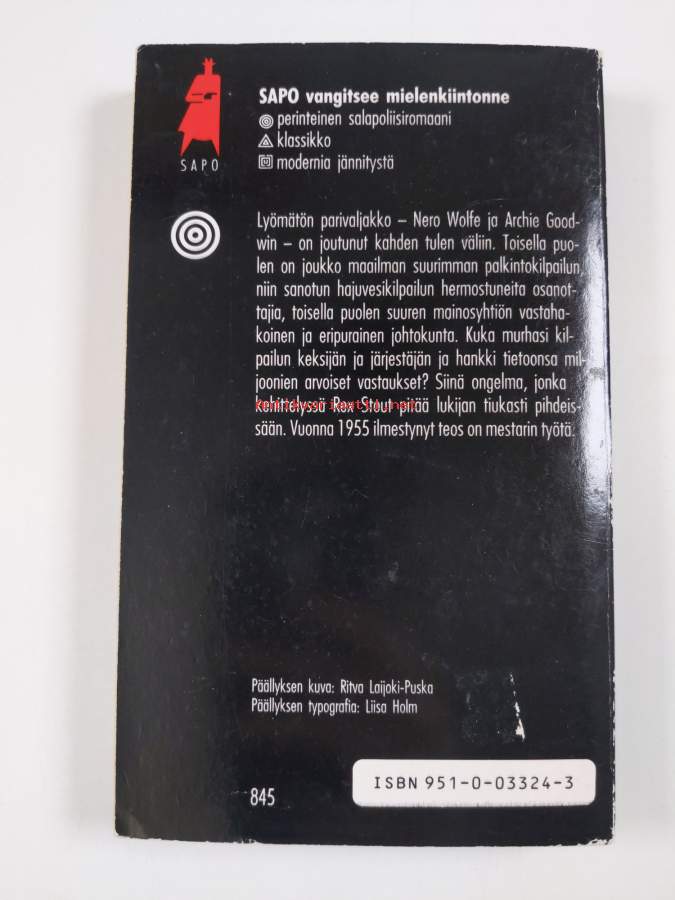 SAPO
SAPO vangitsee mielenkiintonne
perinteinen salapoliisiromaani
klassikko
modernia jännitystä
Lyömätön parivaljakko – Nero Wolfe ja Archie Good-
win – on joutunut kahden tulen väliin. Toisella puo-
len on joukko maailman suurimman palkintokilpailun,
niin sanotun hajuvesikilpailun hermostuneita osanot-
tajia, toisella puolen suuren mainosyhtiön vastaha-
koinen ja eripurainen johtokunta. Kuka murhasi kil-
pailun keksijän ja järjestäjän ja hankki tietoonsa mil-
joonien arvoiset vastaukset? Siinä ongelma, jonka
kehittelyssä Rex Stout pitää lukijan tiukasti pihdeis-
sään. Vuonna 1955 ilmestynyt teos on mestarin työtä.
Päällyksen kuva: Ritva Laijoki-Puska
Päällyksen typografia: Liisa Holm
845
ISBN 951-0-03324-3